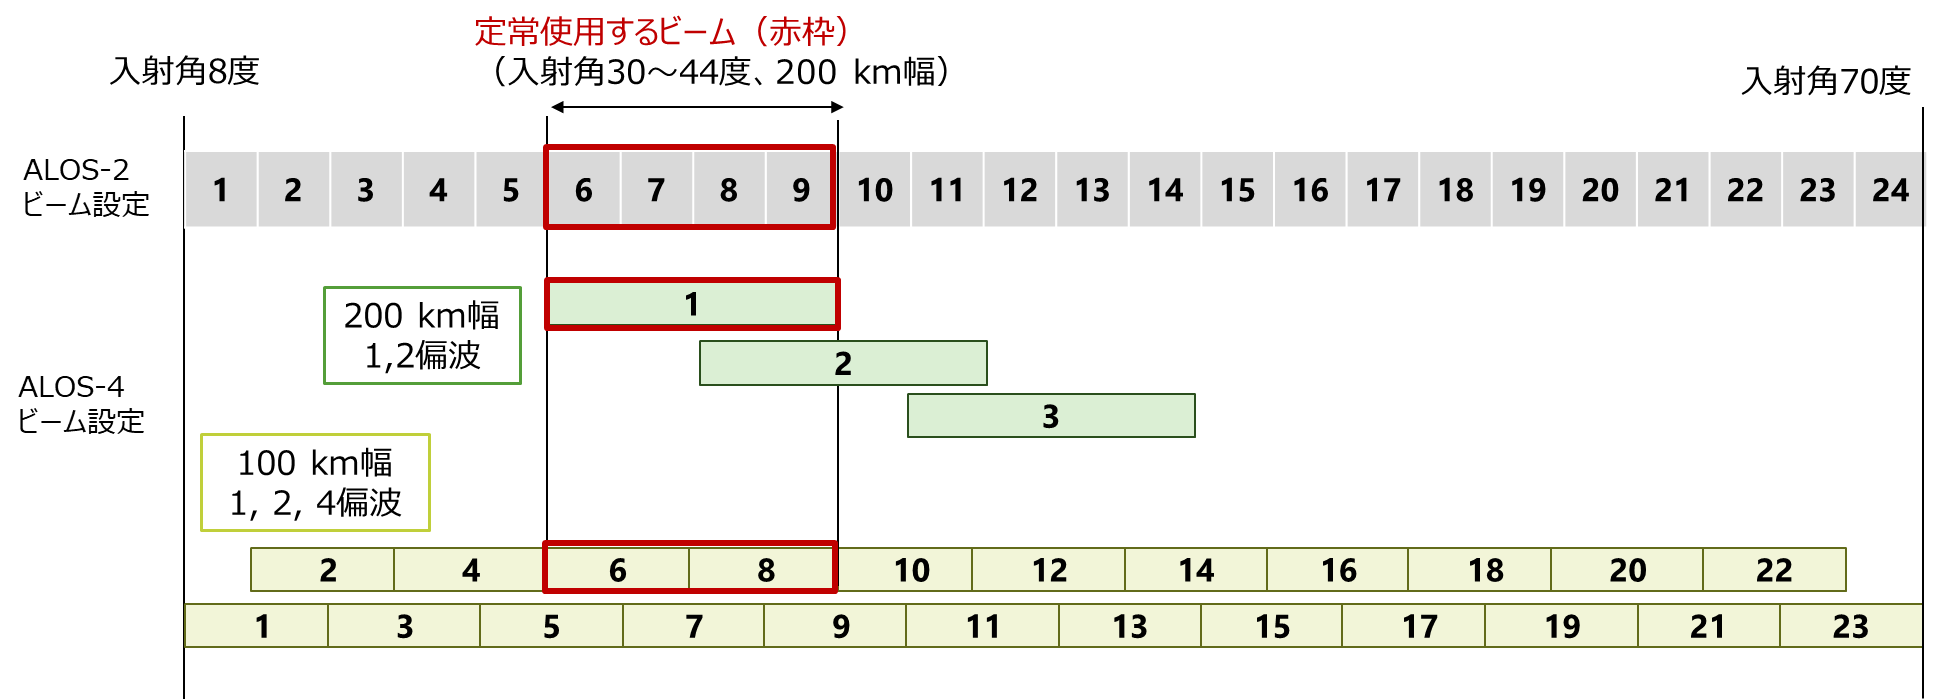 定常使用するビーム（赤枠）
（入射角30～44度、200 km幅）
入射角8度
入射角70度
ALOS-2
ビーム設定
1 2 3 4 5 6 7 8 9 10 11 12 13 14 15 16 17 18 19 20 21 22 23 24
1
200 km幅
1,2偏波
2
ALOS-4
ビーム設定
3
100 km幅
1, 2, 4偏波
2 4 6 8 10 12 14 16 18 20 22
1 3 5 7 9 11 13 15 17 19 21 23